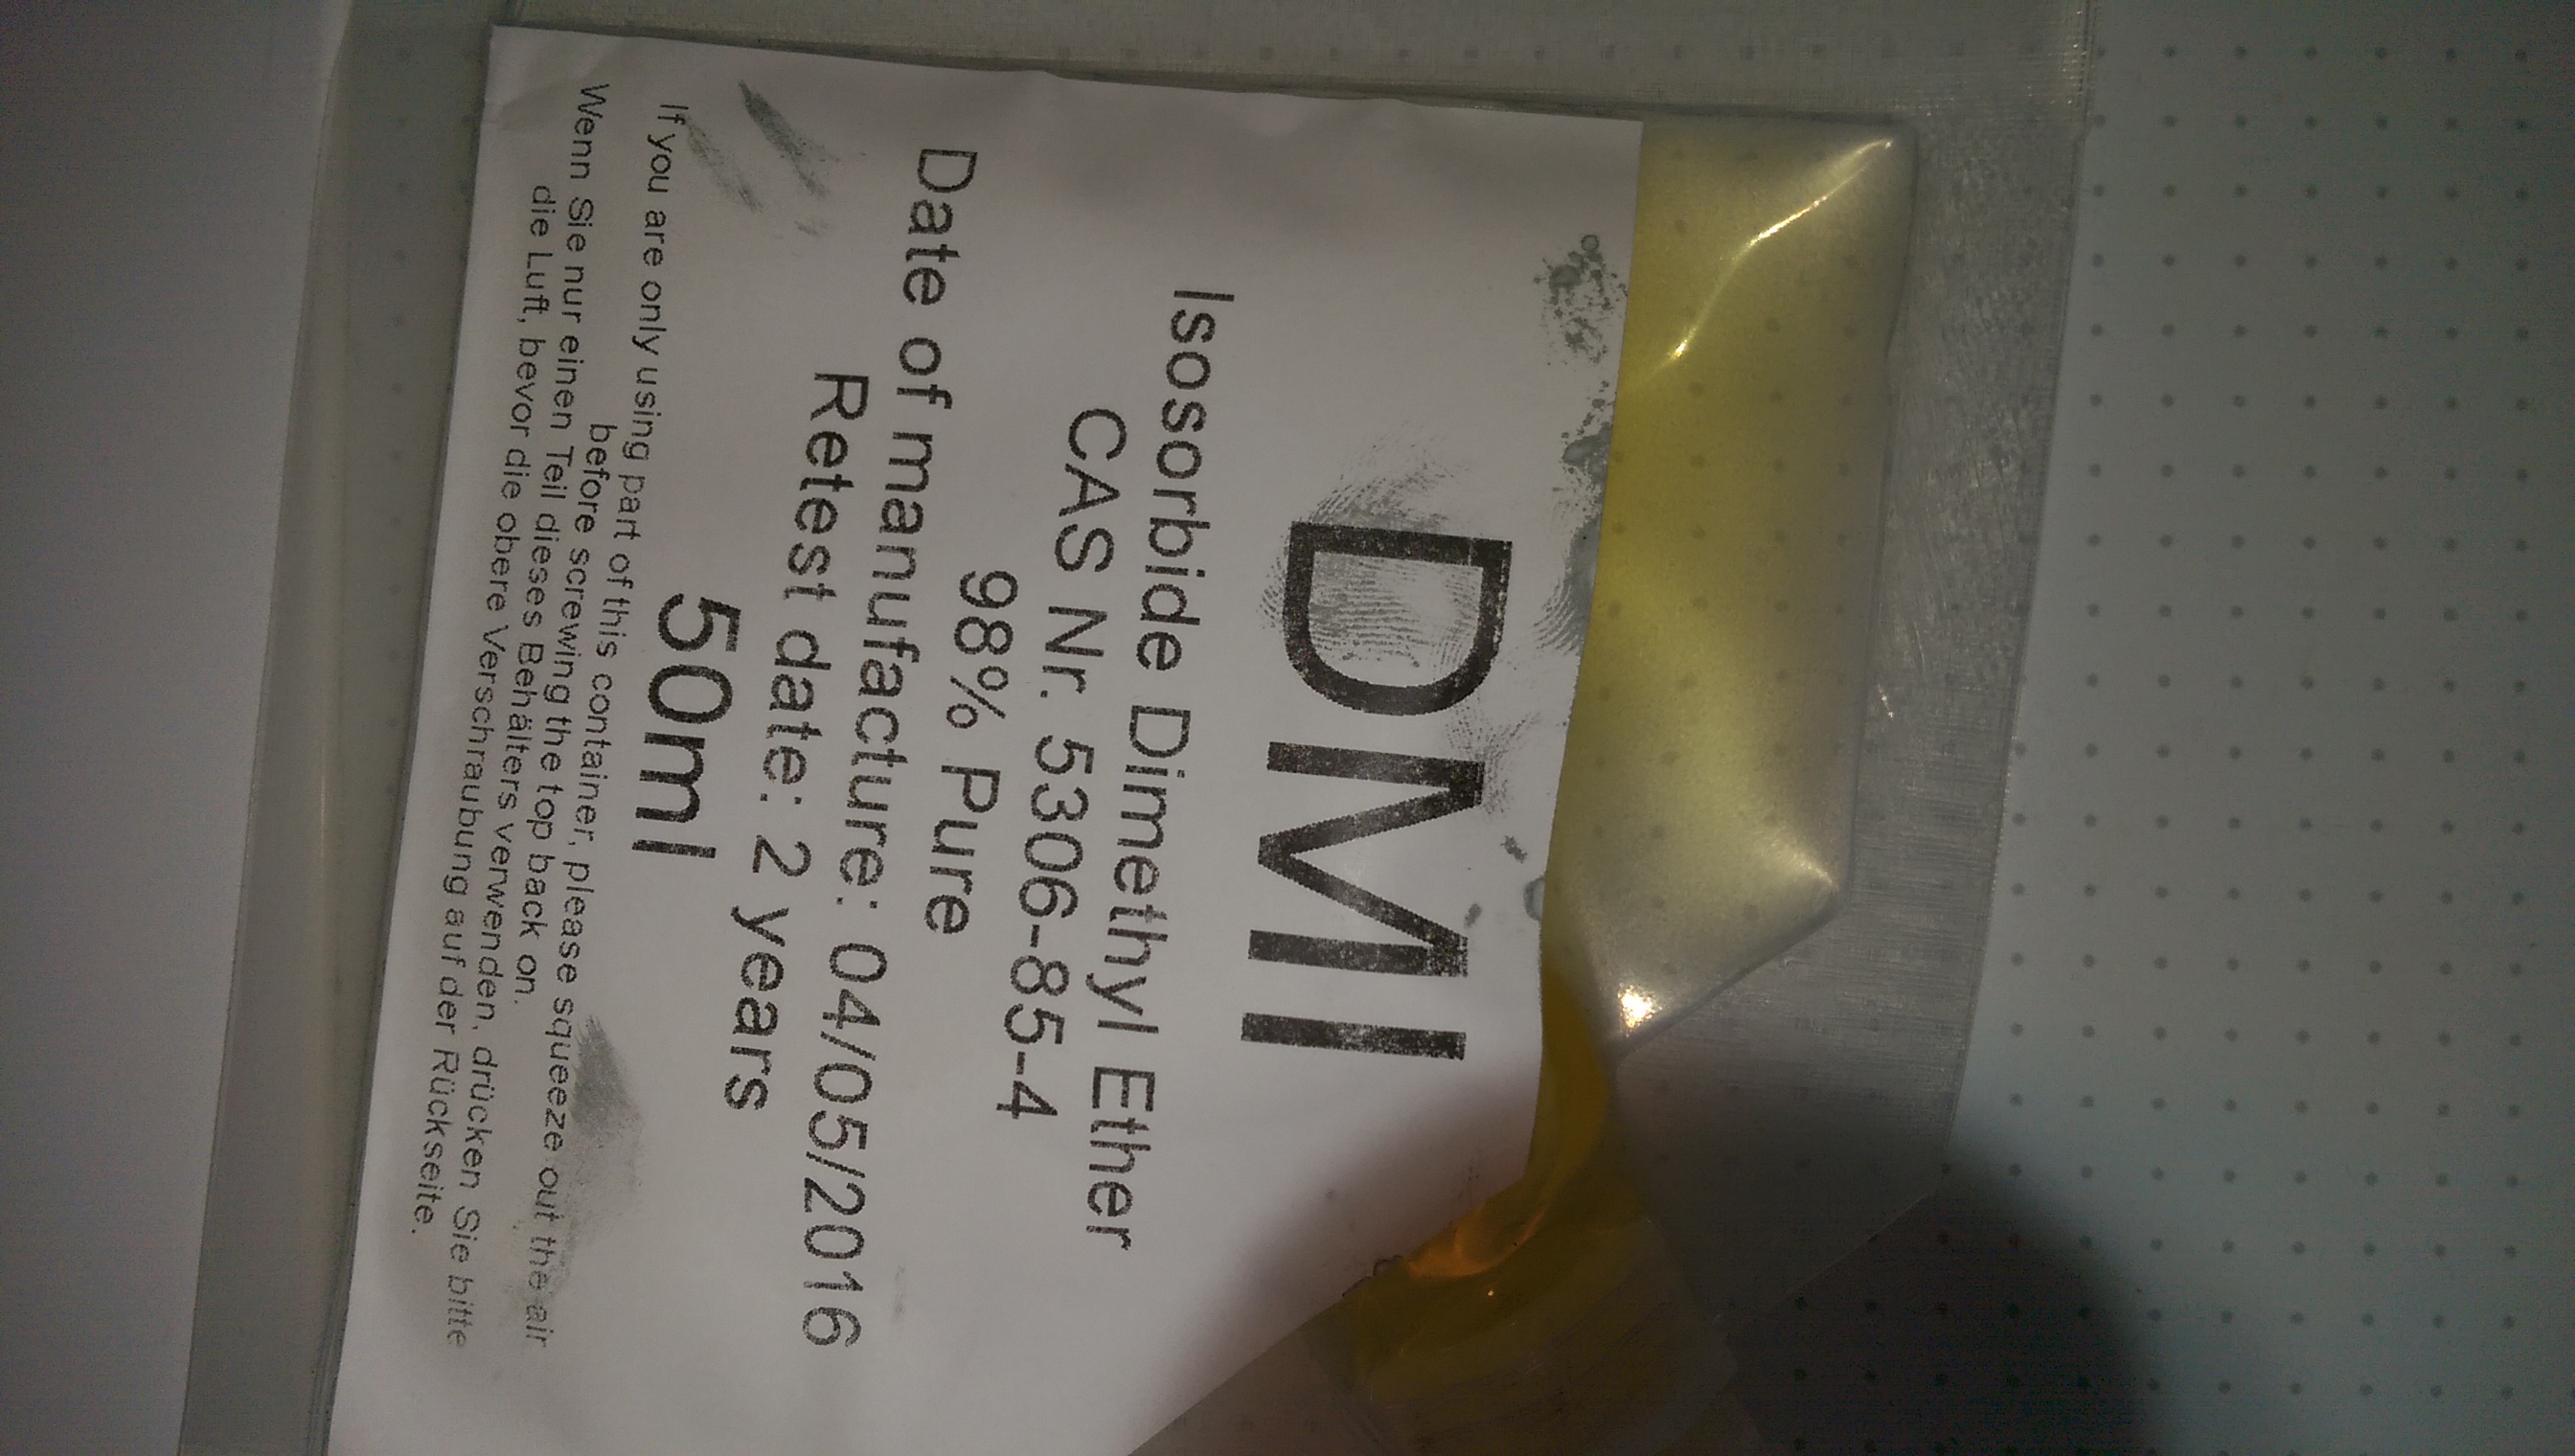 DMI
Isosorbide Dimethyl Ether
CAS Nr. 5306-85-4
98% Pure
Date of manufacture: 04/05/2016
Retest date: 2 years
50ml
If you are only using part of this container, please squeeze out the air
before screwing the top back on.
Wenn Sie nur einen Teil dieses Behälters verwenden, drücken Sie bitte
die Luft, bevor die obere Verschraubung auf der Rückseite.